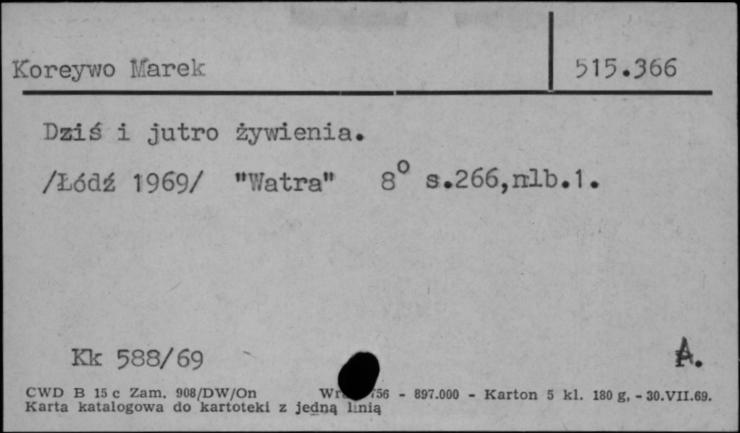 Koreywo Marek 515.366
Dziś i jutro żywienia.
/Łódź 1969/ "Watra" 8° s.266,nlb.1.
Kk 588/69 A.
CWD B 15 c Zam. 908/DW/On 756 - 897.000 - Karton 5 kl. 180 g, - 30.VII.69.
Karta katalogowa do kartoteki z jedną linią